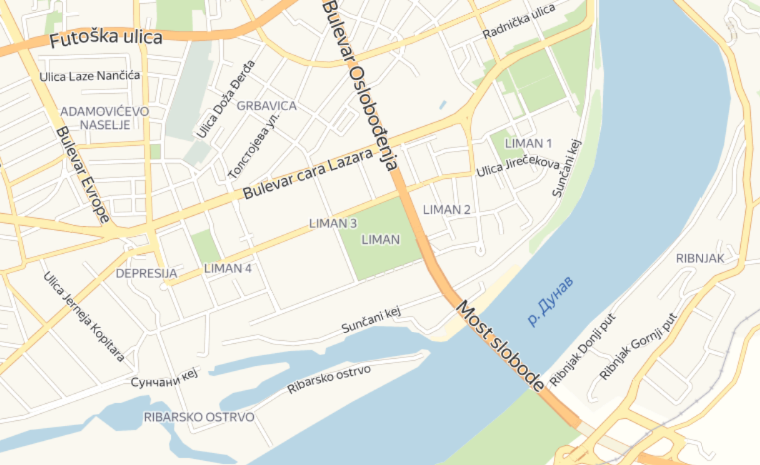 Futoška ulica
Bulevar Oslobođenja
Radnička ulica
Ulica Laze Nančića
Ulica Doža Đerđa
GRBAVICA
ADAMOVIĆEVO
NASELJE
Толстојева ул.
Bulevar Evrope
Bulevar cara Lazara
LIMAN 1
Ulica Jirečekova
Sunčani kej
LIMAN 2
LIMAN 3
LIMAN
LIMAN 4
DEPRESIJA
RIBNJAK
Ulica Jerneja Kopitara
р. Дунав
Sunčani kej
Most slobode
Ribnjak Donji put
Ribnjak Gornji put
Сунчани кеј
Ribarsko ostrvo
RIBARSKO OSTRVO